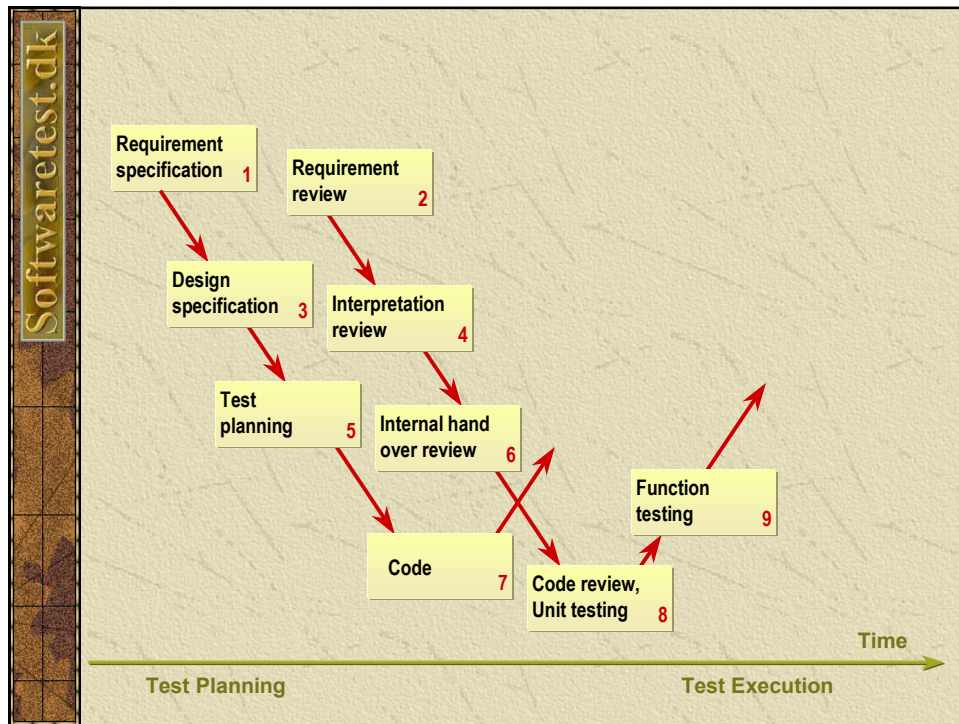 Softwaretest.dk
Requirement
specification 1
Requirement
review 2
Design
specification 3
Interpretation
review 4
Test
planning 5
Internal hand
over review 6
Code 7
Code review,
Unit testing 8
Function
testing 9
Time
Test Planning
Test Execution